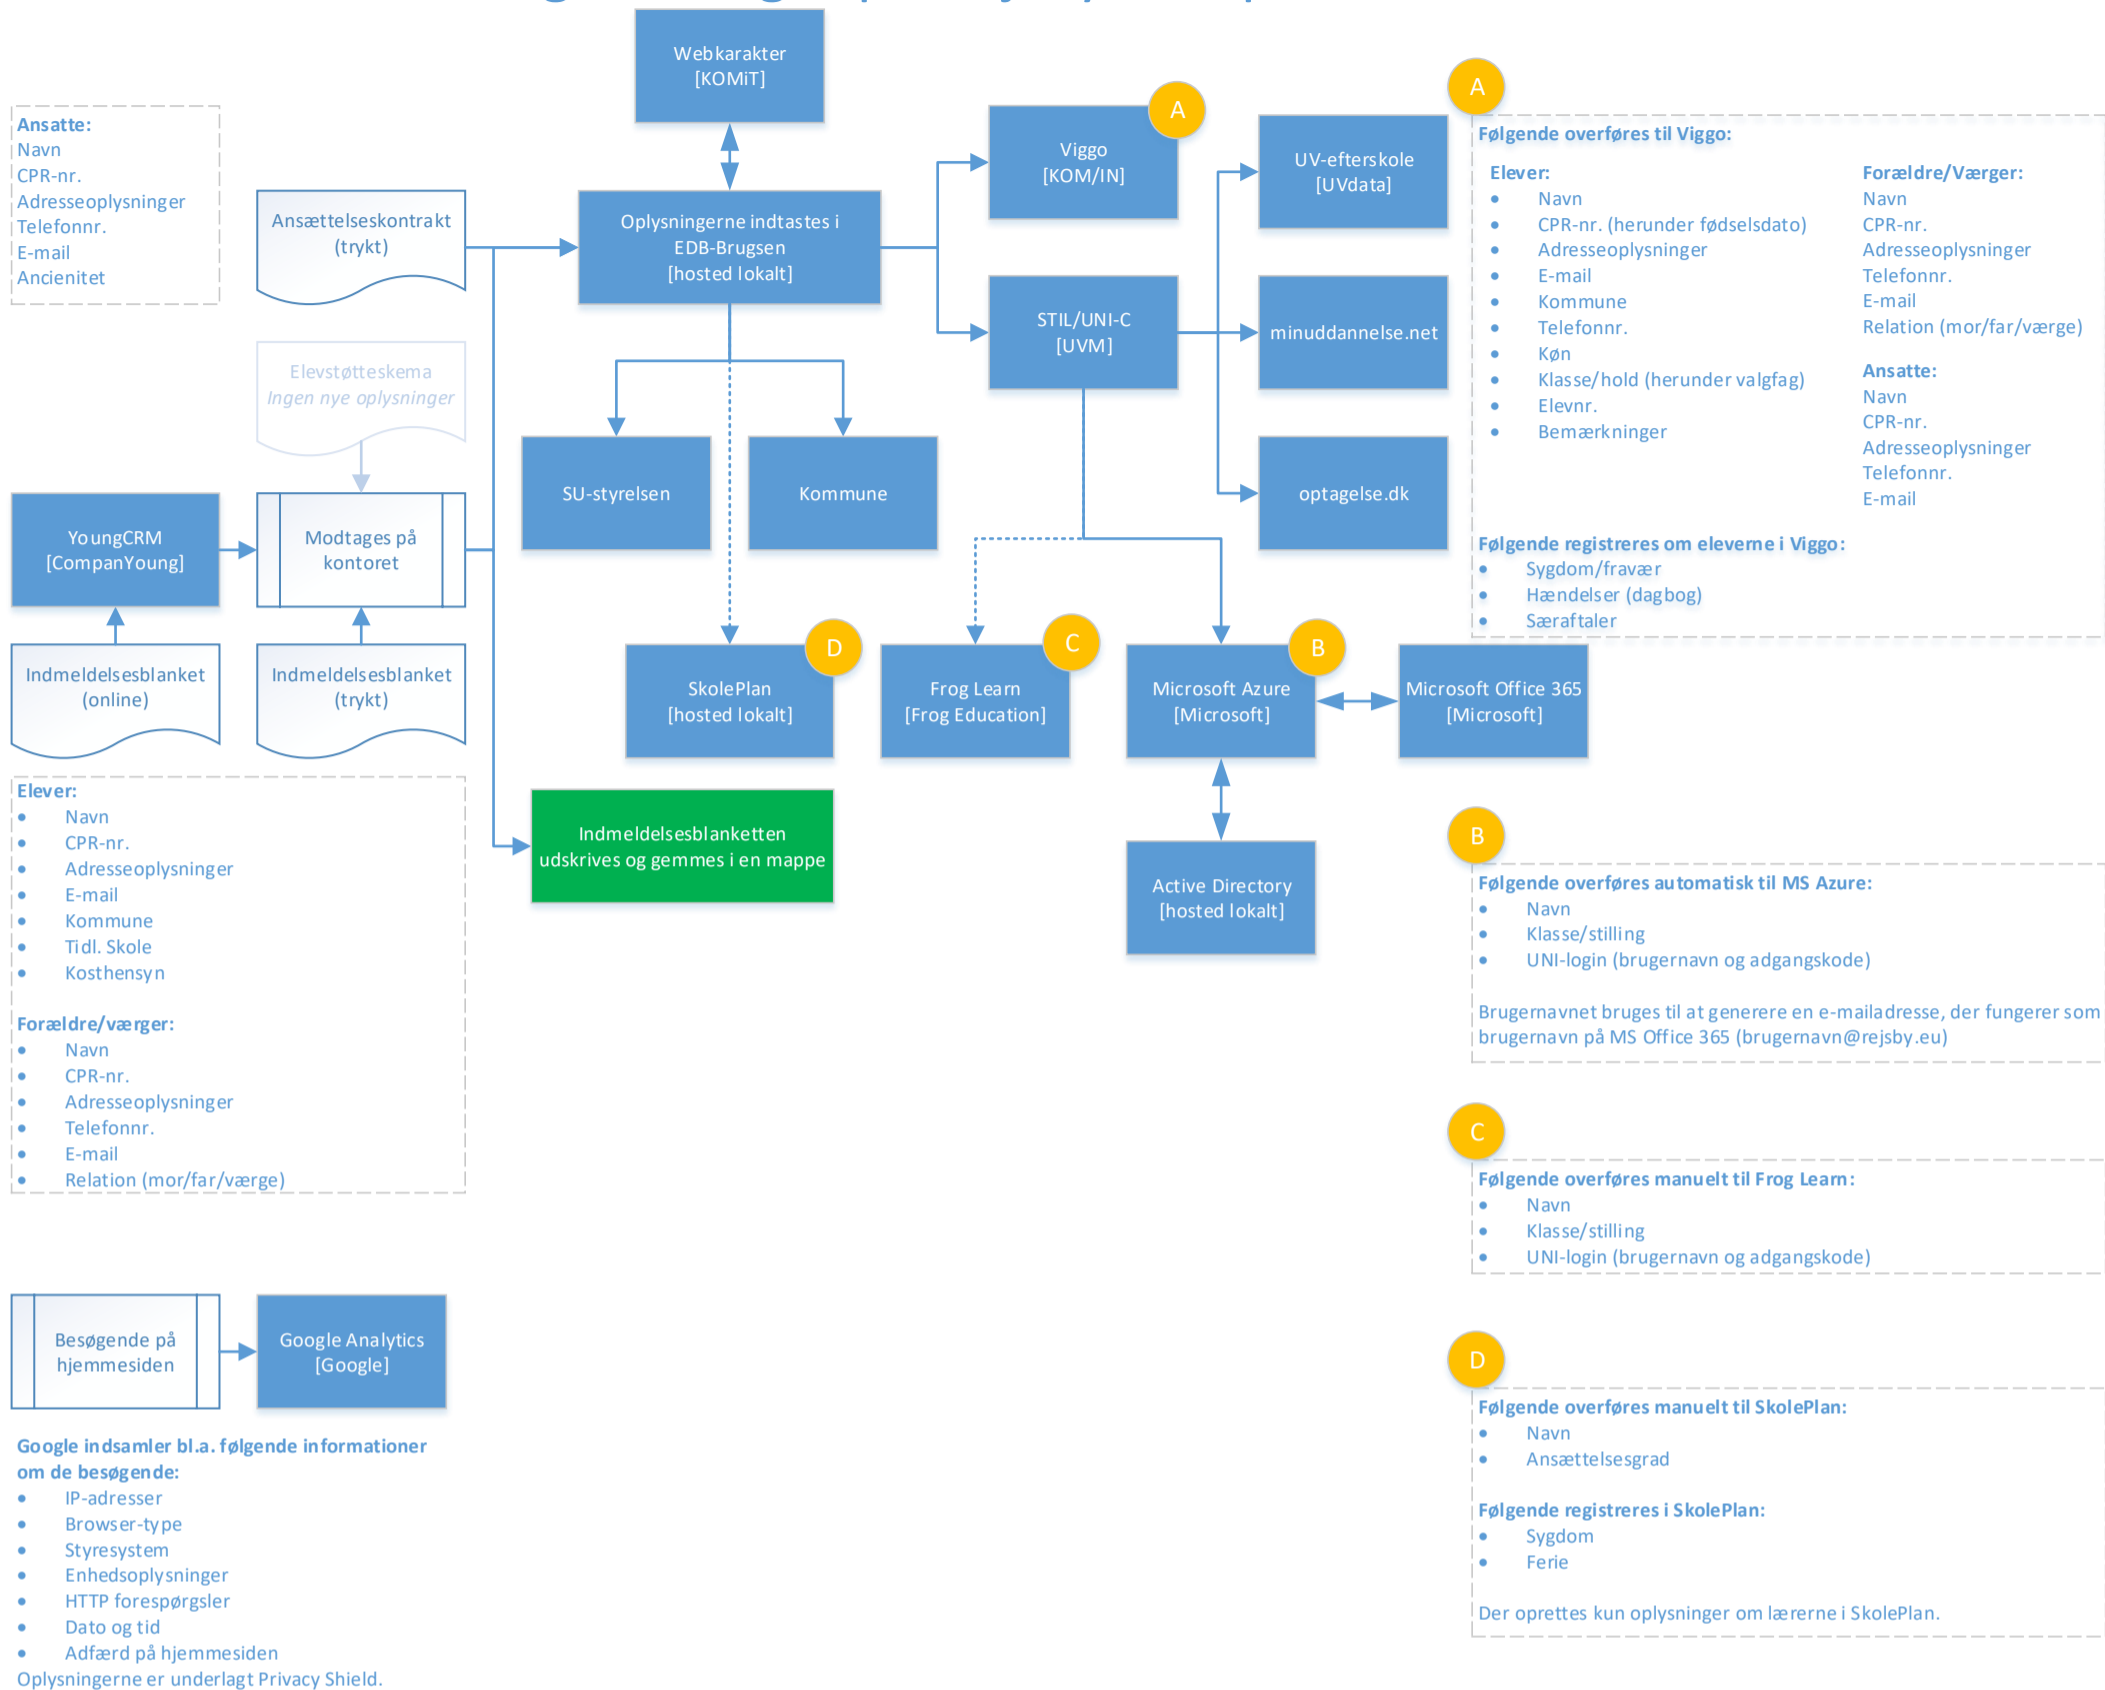 Webkarakter
[KOMiT]
Ansatte:
Navn
CPR-nr.
Adresseoplysninger
Telefonnr.
E-mail
Ancienitet
Ansættelseskontrakt
(trykt)
Elevstøtteskema
Ingen nye oplysninger
YoungCRM
[CompanYoung]
Modtages på
kontoret
Indmeldelsesblanket
(online)
Indmeldelsesblanket
(trykt)
Oplysningerne indtastes i
EDB-Brugsen
[hosted lokalt]
SU-styrelsen
Kommune
A
Viggo
[KOM/IN]
STIL/UNI-C
[UVM]
UV-efterskole
[UVdata]
minuddannelse.net
optagelse.dk
D
SkolePlan
[hosted lokalt]
C
Frog Learn
[Frog Education]
B
Microsoft Azure
[Microsoft]
Microsoft Office 365
[Microsoft]
Active Directory
[hosted lokalt]
Indmeldelsesblanketten
udskrives og gemmes i en mappe
Elever:
• Navn
• CPR-nr.
• Adresseoplysninger
• E-mail
• Kommune
• Tidl. Skole
• Kosthensyn
Forældre/værger:
• Navn
• CPR-nr.
• Adresseoplysninger
• Telefonnr.
• E-mail
• Relation (mor/far/værge)
Besøgende på
hjemmesiden
Google Analytics
[Google]
Google indsamler bl.a. følgende informationer
om de besøgende:
• IP-adresser
• Browser-type
• Styresystem
• Enhedsoplysninger
• HTTP forespørgsler
• Dato og tid
• Adfærd på hjemmesiden
Oplysningerne er underlagt Privacy Shield.
A
Følgende overføres til Viggo:
Elever:
• Navn
• CPR-nr. (herunder fødselsdato)
• Adresseoplysninger
• E-mail
• Kommune
• Telefonnr.
• Køn
• Klasse/hold (herunder valgfag)
• Elevnr.
• Bemærkninger
Forældre/Værger:
Navn
CPR-nr.
Adresseoplysninger
Telefonnr.
E-mail
Relation (mor/far/værge)
Ansatte:
Navn
CPR-nr.
Adresseoplysninger
Telefonnr.
E-mail
Følgende registreres om eleverne i Viggo:
• Sygdom/fravær
• Hændelser (dagbog)
• Særaftaler
B
Følgende overføres automatisk til MS Azure:
• Navn
• Klasse/stilling
• UNI-login (brugernavn og adgangskode)
Brugernavnet bruges til at generere en e-mailadresse, der fungerer som
brugernavn på MS Office 365 (brugernavn@rejsby.eu)
C
Følgende overføres manuelt til Frog Learn:
• Navn
• Klasse/stilling
• UNI-login (brugernavn og adgangskode)
D
Følgende overføres manuelt til SkolePlan:
• Navn
• Ansættelsesgrad
Følgende registreres i SkolePlan:
• Sygdom
• Ferie
Der oprettes kun oplysninger om lærerne i SkolePlan.